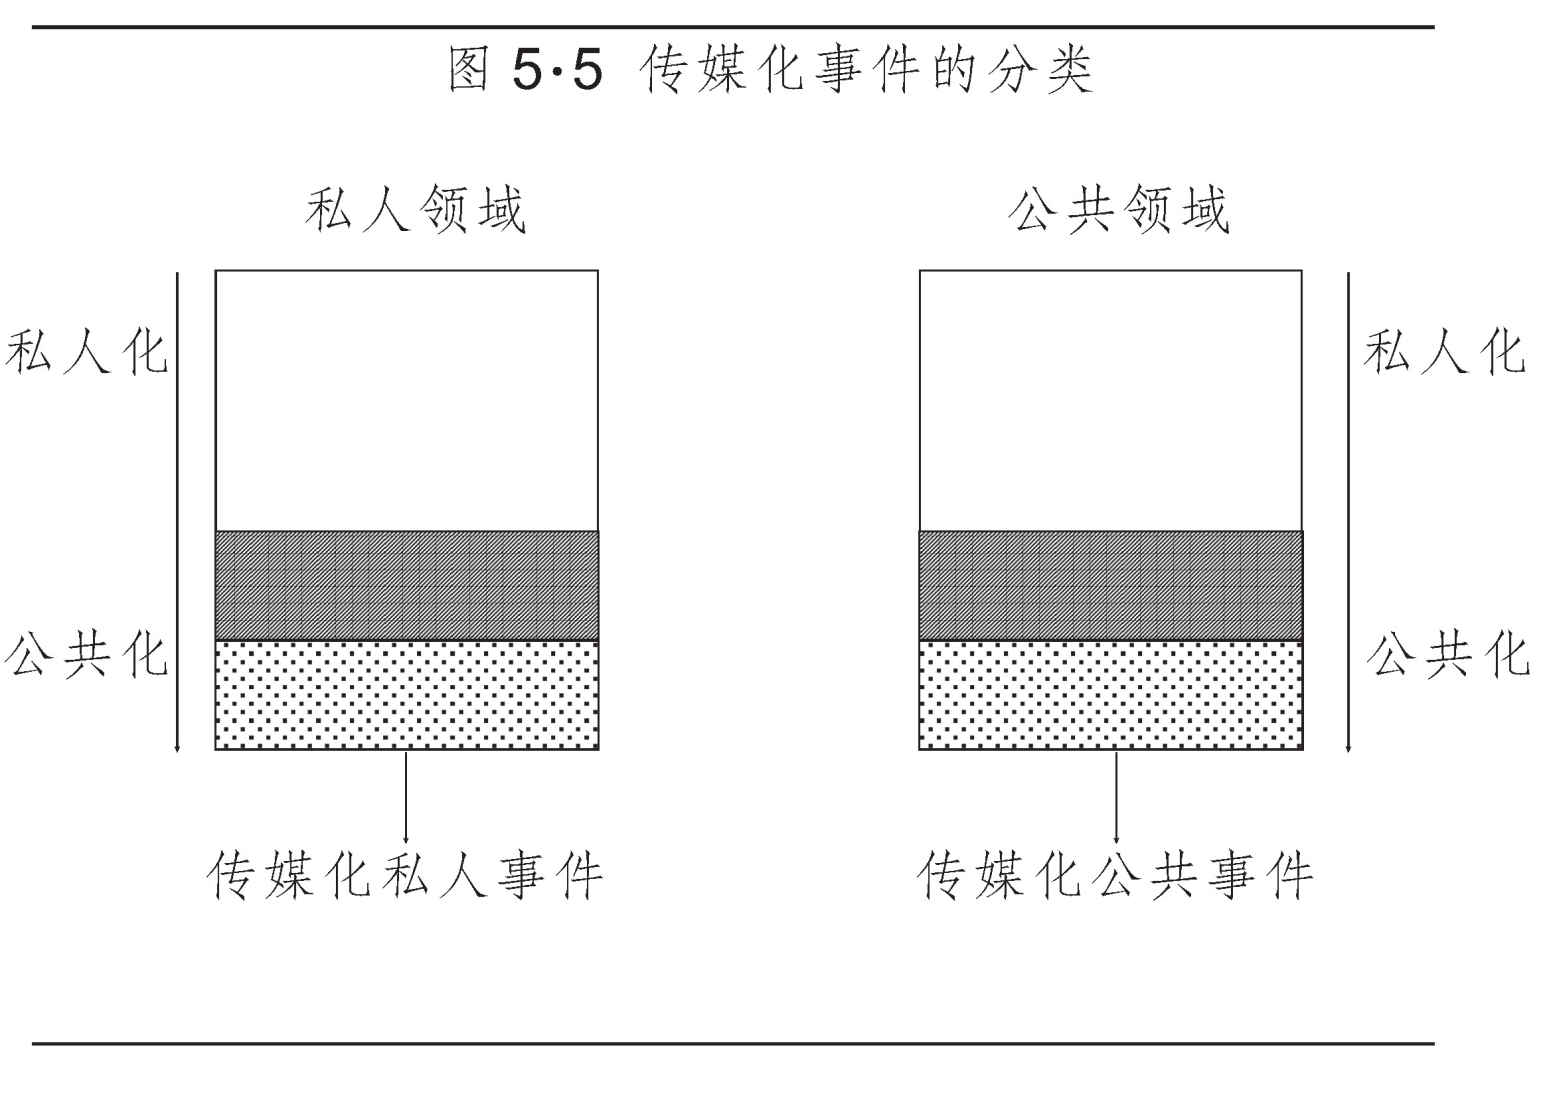 图 5·5 传媒化事件的分类
私人领域 公共领域
私人化 私人化
公共化 公共化
传媒化私人事件 传媒化公共事件